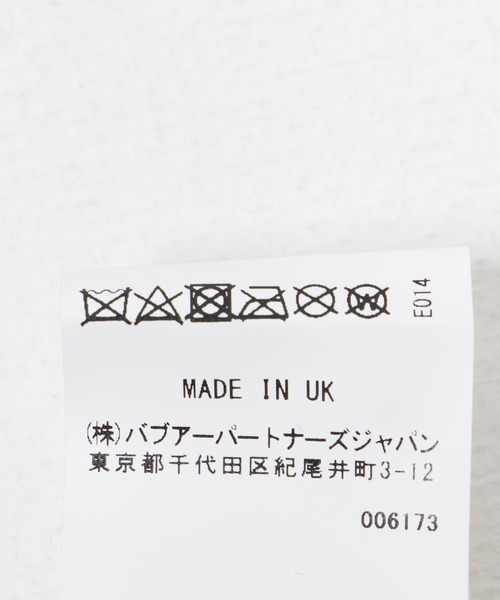 W
E014
MADE IN UK
(株)バブアーパートナーズジャパン
東京都千代田区紀尾井町3-12
006173